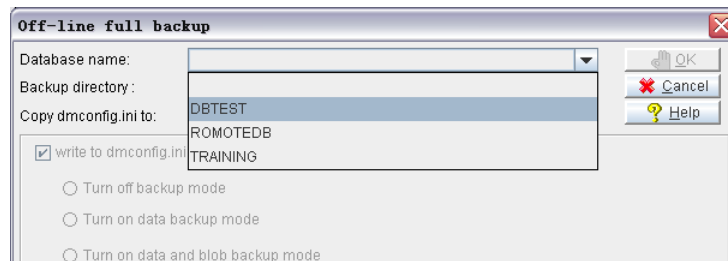 Off-line full backup
Database name:
OK
Backup directory :
Cancel
Copy dmconfig.ini to:
DBTEST
Help
ROMOTEDB
write to dmconfig.ini
TRAINING
Turn off backup mode
Turn on data backup mode
Turn on data and blob backup mode